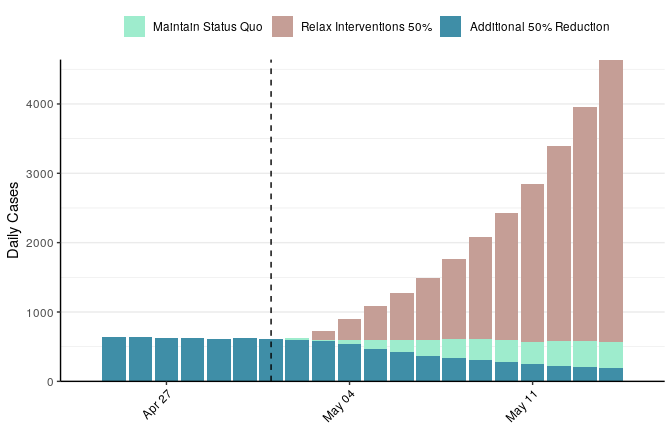 Maintain Status Quo Relax Interventions 50% Additional 50% Reduction
Daily Cases
4000
3000
2000
1000
0
Apr 27 May 04 May 11